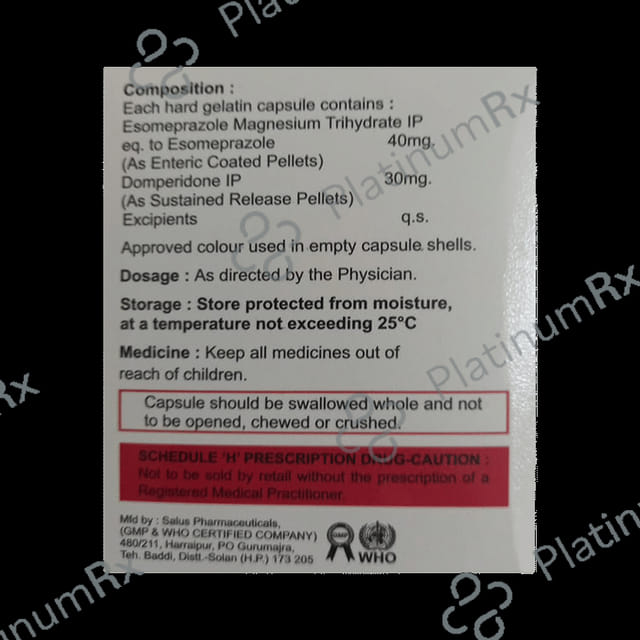 PlatinumRx
Composition :
Each hard gelatin capsule contains :
Esomeprazole Magnesium Trihydrate IP
eq. to Esomeprazole 40mg.
(As Enteric Coated Pellets)
Domperidone IP 30mg.
(As Sustained Release Pellets)
Excipients q.s.
Approved colour used in empty capsule shells.
Dosage : As directed by the Physician.
Storage : Store protected from moisture,
at a temperature not exceeding 25°C
Medicine : Keep all medicines out of
reach of children.
Capsule should be swallowed whole and not
to be opened, chewed or crushed.
SCHEDULE 'H' PRESCRIPTION DRUG-CAUTION :
Not to be sold by retail without the prescription of a
Registered Medical Practitioner.
Mfd by : Salus Pharmaceuticals,
(GMP & WHO CERTIFIED COMPANY)
480/211, Harraipur, PO Gurumajra,
Teh. Baddi, Distt.-Solan (H.P.) 173 205
GMP
WHO
PlatinumRx
PlatinumRx
Rx
Platin
inumRx
Platinum